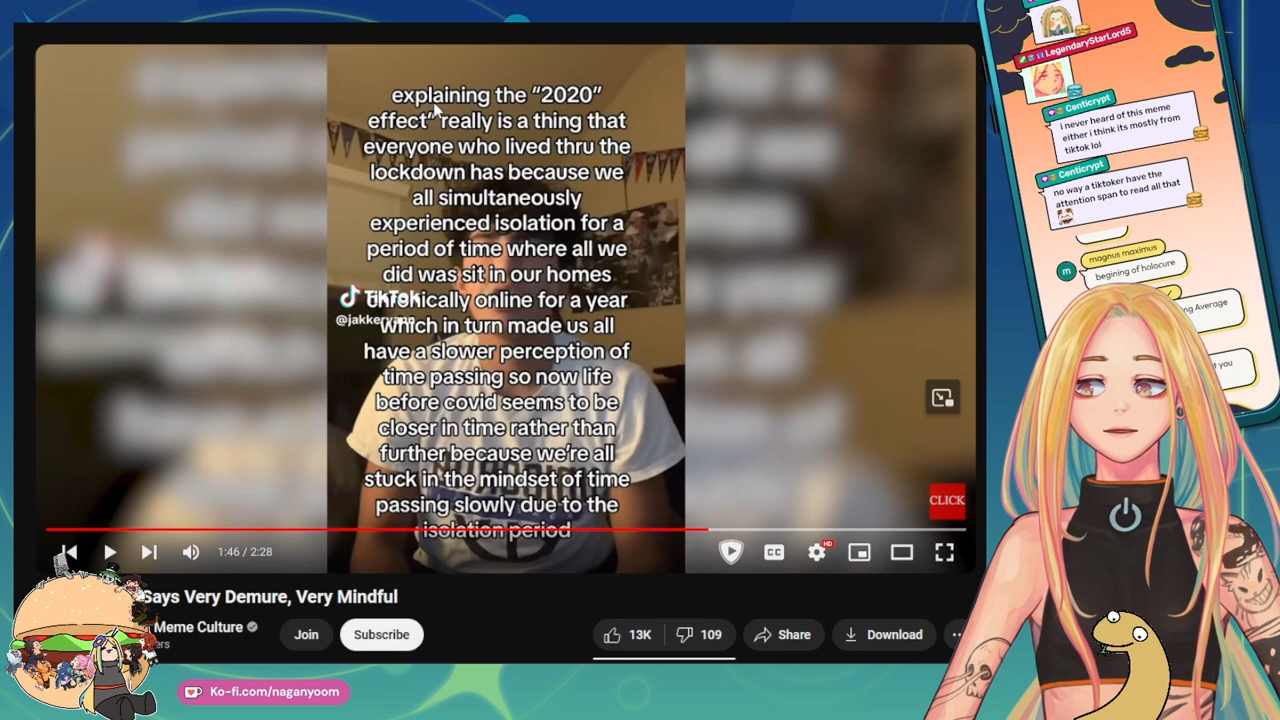 explaining the “2020”
effect” really is a thing that
everyone who lived thru the
lockdown has because we
all simultaneously
experienced isolation for a
period of time where all we
did was sit in our homes
TikTok
chronically online for a year
which in turn made us all
have a slower perception of
time passing so now life
before covid seems to be
closer in time rather than
further because we’re all
stuck in the mindset of time
passing slowly due to the
isolation period
CLICK
1:46 / 2:28
CC
HD
Says Very Demure, Very Mindful
Meme Culture
Join
Subscribe
13K
109
Share
Download
Ko-fi.com/naganyoom
LegendaryStarLord5
Centicrypt
i never heard of this meme
either i think its mostly from
tiktok lol
Centicrypt
no way a tiktoker have the
attention span to read all that
m
magnus maximus
begining of holocure
Average
you